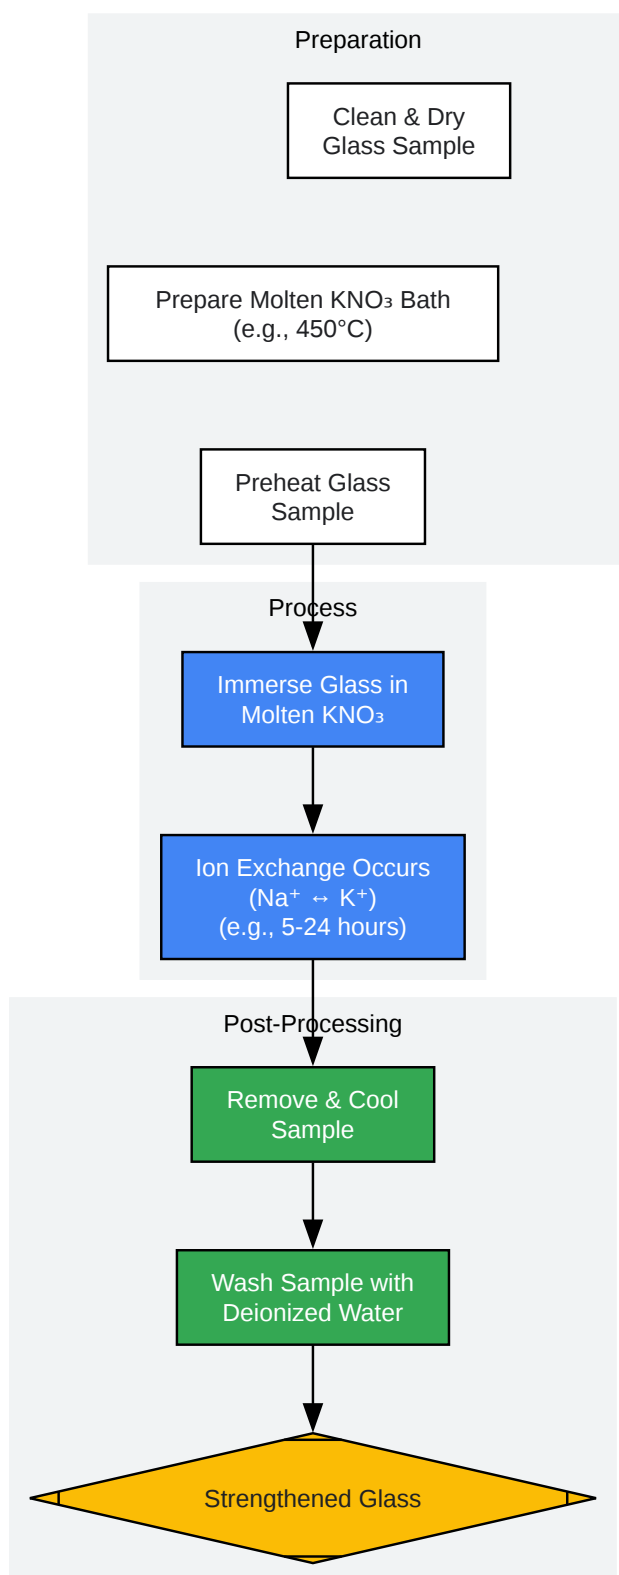 Preparation
Clean & Dry
Glass Sample
Prepare Molten KNO₃ Bath
(e.g., 450°C)
Preheat Glass
Sample
Process
Immerse Glass in
Molten KNO₃
Ion Exchange Occurs
(Na⁺ ↔ K⁺)
(e.g., 5-24 hours)
Post-Processing
Remove & Cool
Sample
Wash Sample with
Deionized Water
Strengthened Glass